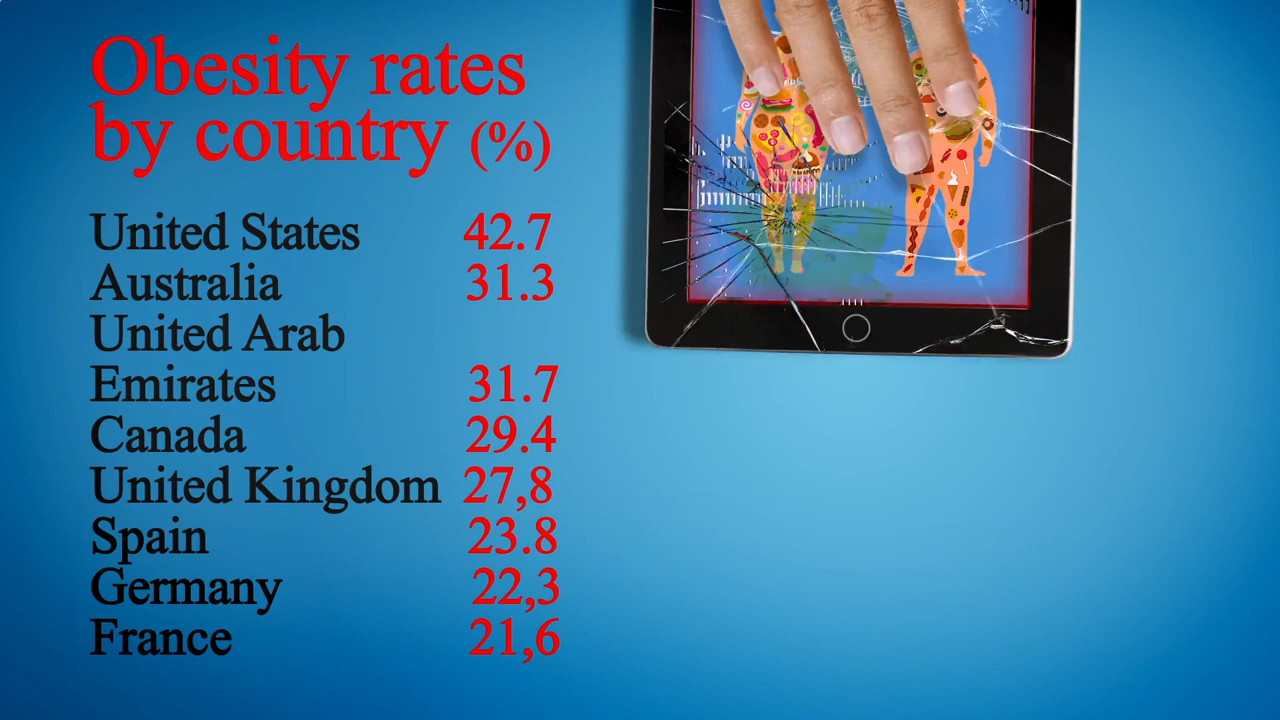 Obesity rates
by country (%)
United States 42.7
Australia 31.3
United Arab
Emirates 31.7
Canada 29.4
United Kingdom 27,8
Spain 23.8
Germany 22,3
France 21,6